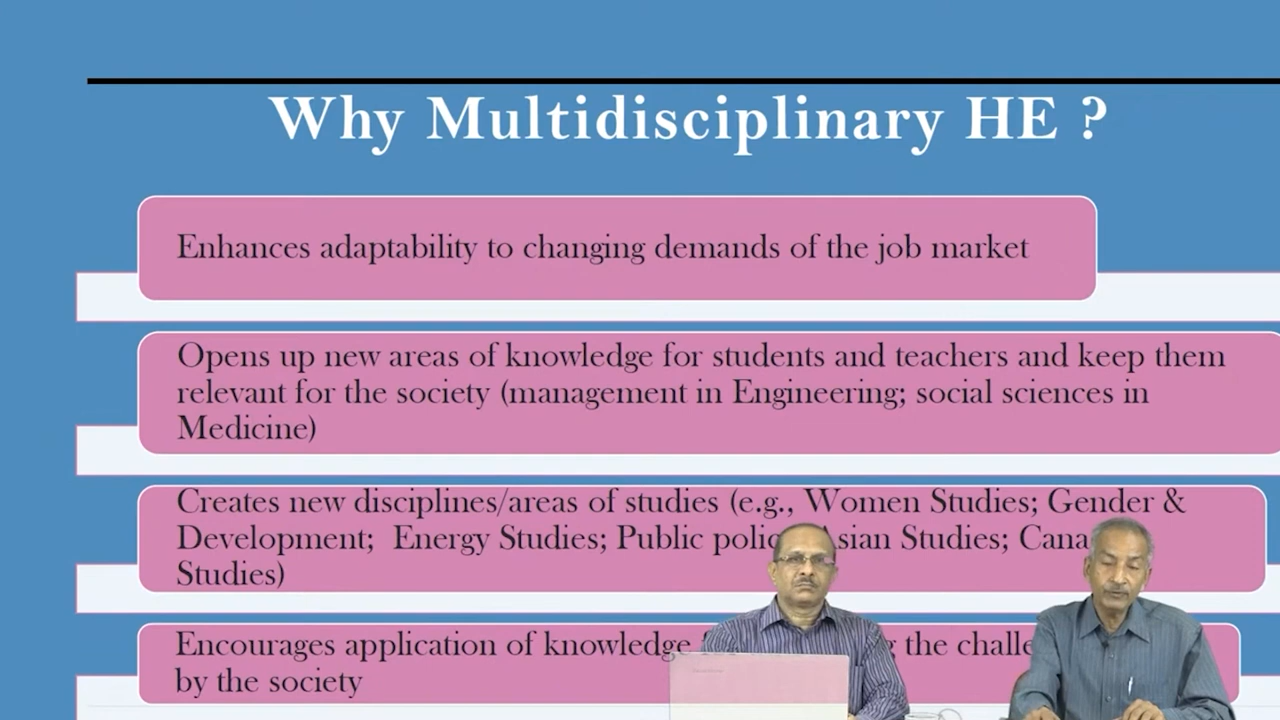 Why Multidisciplinary HE ?
Enhances adaptability to changing demands of the job market
Opens up new areas of knowledge for students and teachers and keep them
relevant for the society (management in Engineering; social sciences in
Medicine)
Creates new disciplines/areas of studies (e.g., Women Studies; Gender &
Development; Energy Studies; Public Asian Studies;
Studies)
Encourages application of knowledge the
by the society